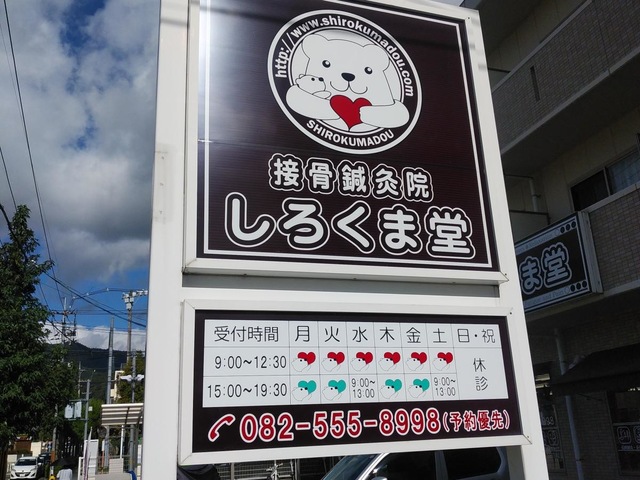 http://www.shirokumadou.com
SHIROKUMADOU
接骨鍼灸院
しろくま堂
受付時間 月 火 水 木 金 土 日・祝
9:00〜12:30 休診
15:00〜19:30 9:00〜13:00 9:00〜13:00
082-555-8998(予約優先)
ま堂